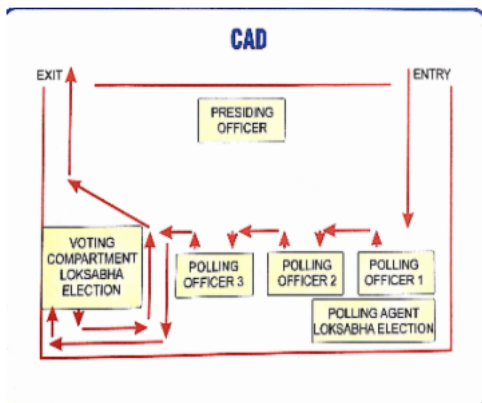 CAD
EXIT
ENTRY
PRESIDING
OFFICER
VOTING
COMPARTMENT
LOKSABHA
ELECTION
POLLING
OFFICER 3
POLLING
OFFICER 2
POLLING
OFFICER 1
POLLING AGENT
LOKSABHA ELECTION